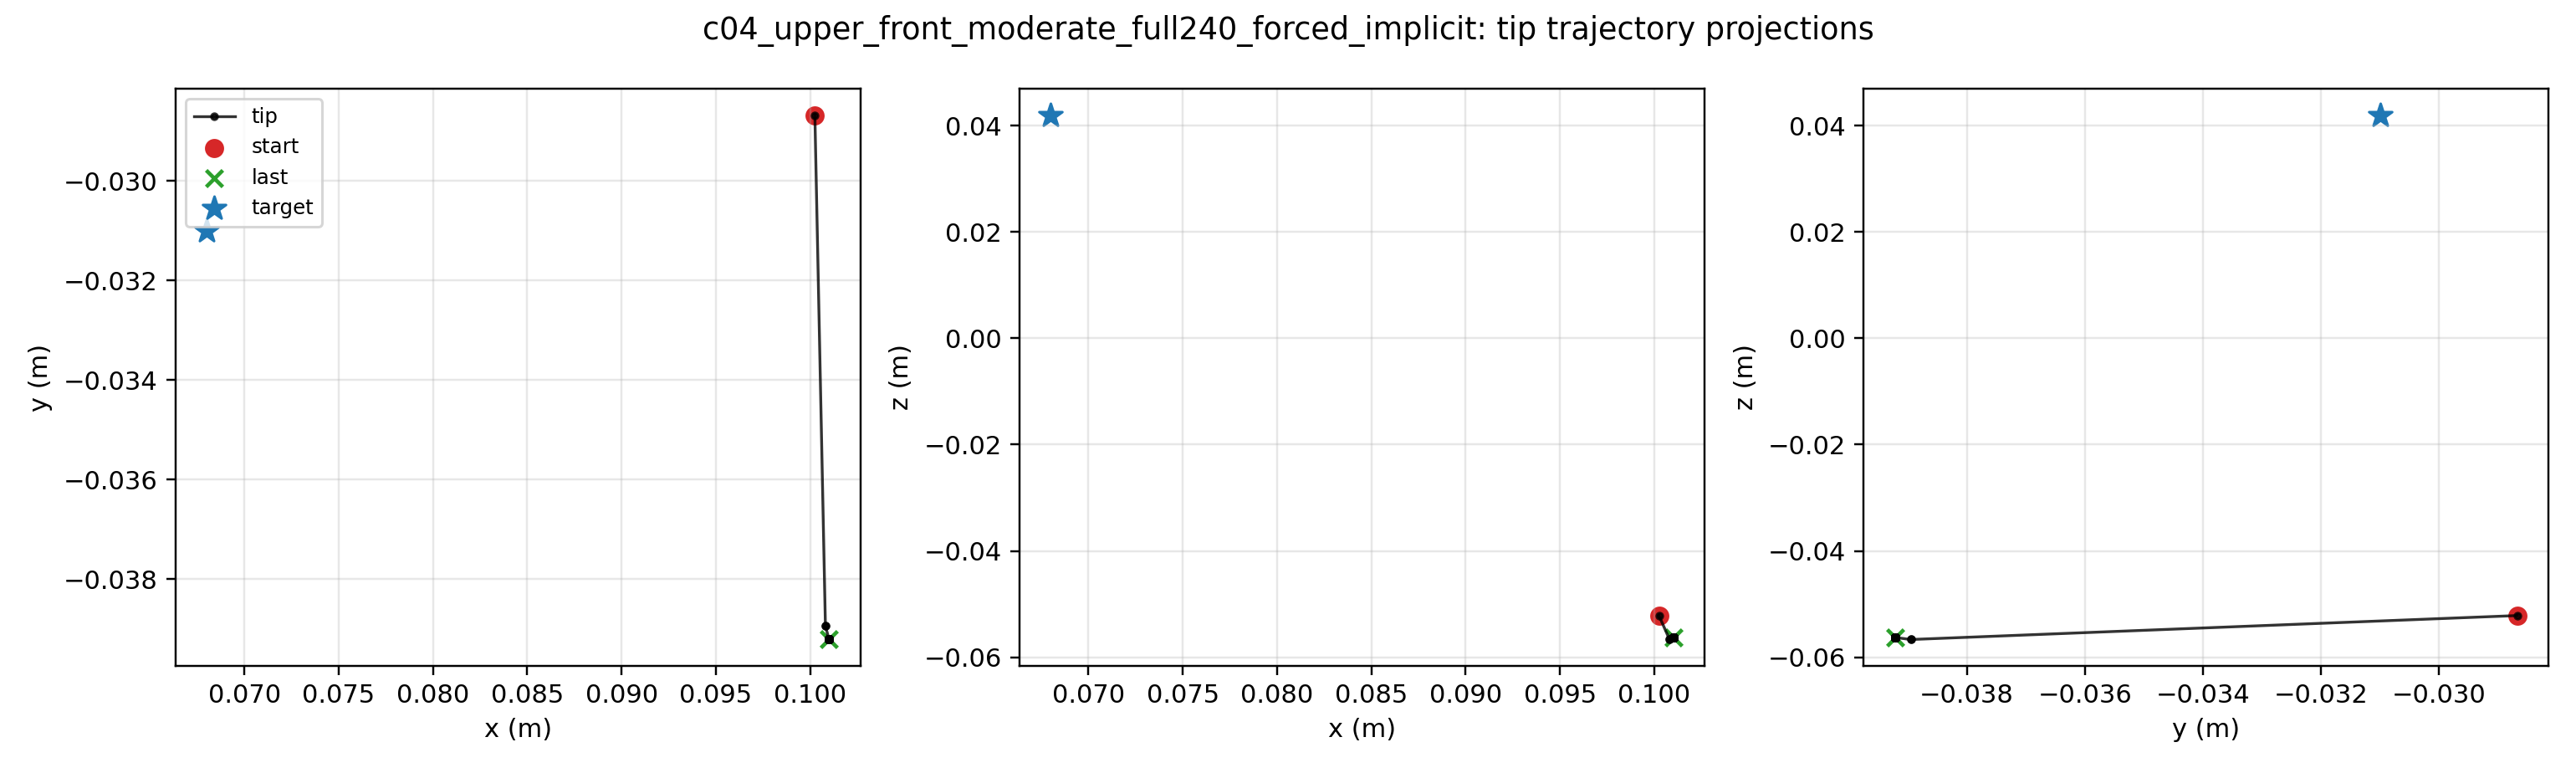 c04_upper_front_moderate_full240_forced_implicit: tip trajectory projections
tip
start
last
target
−0.030
−0.032
−0.034
−0.036
−0.038
y (m)
0.070 0.075 0.080 0.085 0.090 0.095 0.100
x (m)
0.04
0.02
0.00
−0.02
−0.04
−0.06
z (m)
0.070 0.075 0.080 0.085 0.090 0.095 0.100
x (m)
0.04
0.02
0.00
−0.02
−0.04
−0.06
z (m)
−0.038 −0.036 −0.034 −0.032 −0.030
y (m)